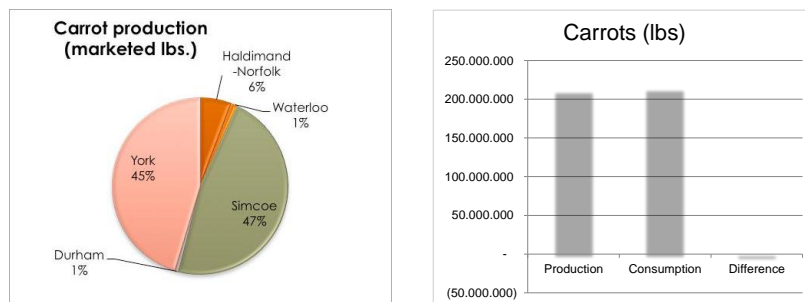 Carrot production
(marketed lbs.)
Haldimand
-Norfolk
6%
Waterloo
1%
York
45%
Simcoe
47%
Durham
1%
Carrots (lbs)
250.000.000
200.000.000
150.000.000
100.000.000
50.000.000
-
(50.000.000)
Production Consumption Difference